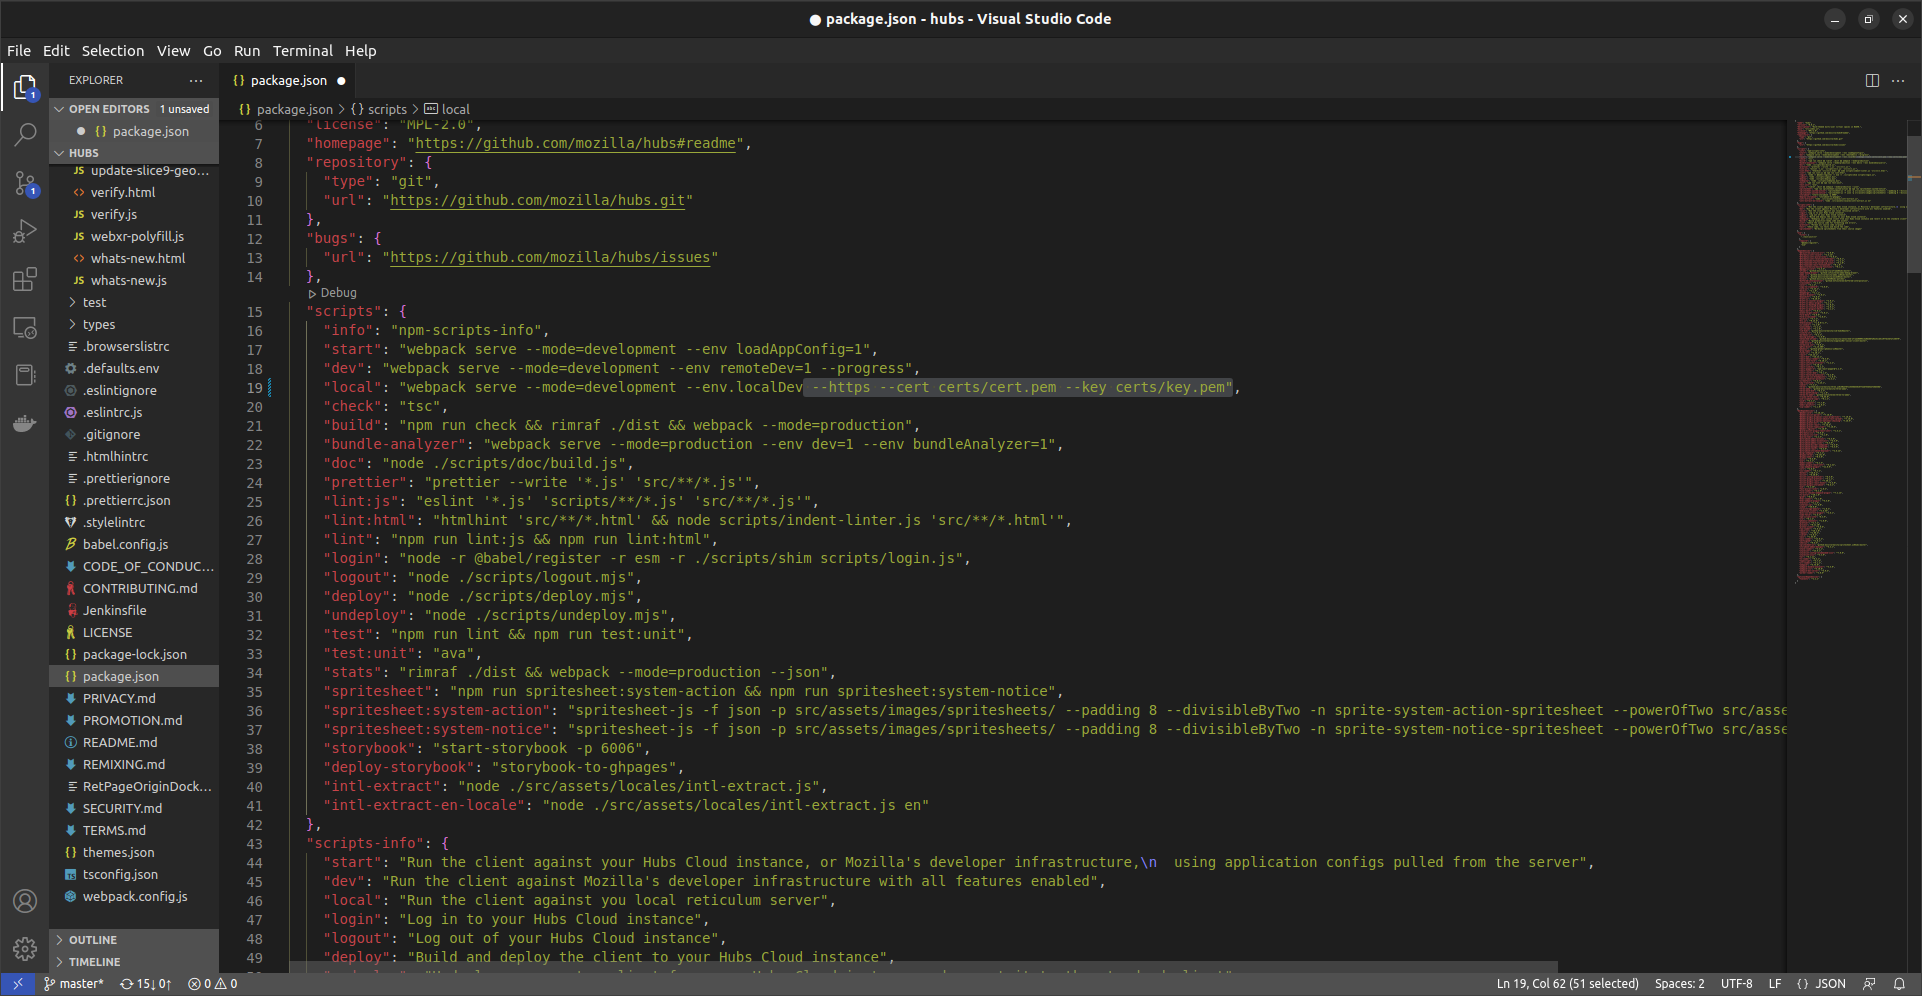 package.json - hubs - Visual Studio Code
File Edit Selection View Go Run Terminal Help
EXPLORER ···
OPEN EDITORS 1 unsaved
{} package.json
HUBS
JS update-slice9-geo...
<> verify.html
JS verify.js
JS webxr-polyfill.js
<> whats-new.html
JS whats-new.js
test
types
.browserslistrc
.defaults.env
.eslintignore
.eslintrc.js
.gitignore
.htmlhintrc
.prettierignore
{} .prettierrc.json
.stylelintrc
babel.config.js
CODE_OF_CONDUC...
CONTRIBUTING.md
Jenkinsfile
LICENSE
{} package-lock.json
{} package.json
PRIVACY.md
PROMOTION.md
README.md
REMIXING.md
RetPageOriginDock...
SECURITY.md
TERMS.md
{} themes.json
TS tsconfig.json
webpack.config.js
OUTLINE
TIMELINE
1
1
{} package.json ●
{} package.json > {} scripts > abc local
6 "license": "MPL-2.0",
7 "homepage": "https://github.com/mozilla/hubs#readme",
8 "repository": {
9 "type": "git",
10 "url": "https://github.com/mozilla/hubs.git"
11 },
12 "bugs": {
13 "url": "https://github.com/mozilla/hubs/issues"
14 },
Debug
15 "scripts": {
16 "info": "npm-scripts-info",
17 "start": "webpack serve --mode=development --env loadAppConfig=1",
18 "dev": "webpack serve --mode=development --env remoteDev=1 --progress",
19 "local": "webpack serve --mode=development --env.localDev --https --cert certs/cert.pem --key certs/key.pem",
20 "check": "tsc",
21 "build": "npm run check && rimraf ./dist && webpack --mode=production",
22 "bundle-analyzer": "webpack serve --mode=production --env dev=1 --env bundleAnalyzer=1",
23 "doc": "node ./scripts/doc/build.js",
24 "prettier": "prettier --write '*.js' 'src/**/*.js'",
25 "lint:js": "eslint '*.js' 'scripts/**/*.js' 'src/**/*.js'",
26 "lint:html": "htmlhint 'src/**/*.html' && node scripts/indent-linter.js 'src/**/*.html'",
27 "lint": "npm run lint:js && npm run lint:html",
28 "login": "node -r @babel/register -r esm -r ./scripts/shim scripts/login.js",
29 "logout": "node ./scripts/logout.mjs",
30 "deploy": "node ./scripts/deploy.mjs",
31 "undeploy": "node ./scripts/undeploy.mjs",
32 "test": "npm run lint && npm run test:unit",
33 "test:unit": "ava",
34 "stats": "rimraf ./dist && webpack --mode=production --json",
35 "spritesheet": "npm run spritesheet:system-action && npm run spritesheet:system-notice",
36 "spritesheet:system-action": "spritesheet-js -f json -p src/assets/images/spritesheets/ --padding 8 --divisibleByTwo -n sprite-system-action-spritesheet --powerOfTwo src/asse
37 "spritesheet:system-notice": "spritesheet-js -f json -p src/assets/images/spritesheets/ --padding 8 --divisibleByTwo -n sprite-system-notice-spritesheet --powerOfTwo src/asse
38 "storybook": "start-storybook -p 6006",
39 "deploy-storybook": "storybook-to-ghpages",
40 "intl-extract": "node ./src/assets/locales/intl-extract.js",
41 "intl-extract-en-locale": "node ./src/assets/locales/intl-extract.js en"
42 },
43 "scripts-info": {
44 "start": "Run the client against your Hubs Cloud instance, or Mozilla's developer infrastructure,\n  using application configs pulled from the server",
45 "dev": "Run the client against Mozilla's developer infrastructure with all features enabled",
46 "local": "Run the client against you local reticulum server",
47 "login": "Log in to your Hubs Cloud instance",
48 "logout": "Log out of your Hubs Cloud instance",
49 "deploy": "Build and deploy the client to your Hubs Cloud instance",
master* 15↓ 0↑ 0 0
Ln 19, Col 62 (51 selected) Spaces: 2 UTF-8 LF {} JSON